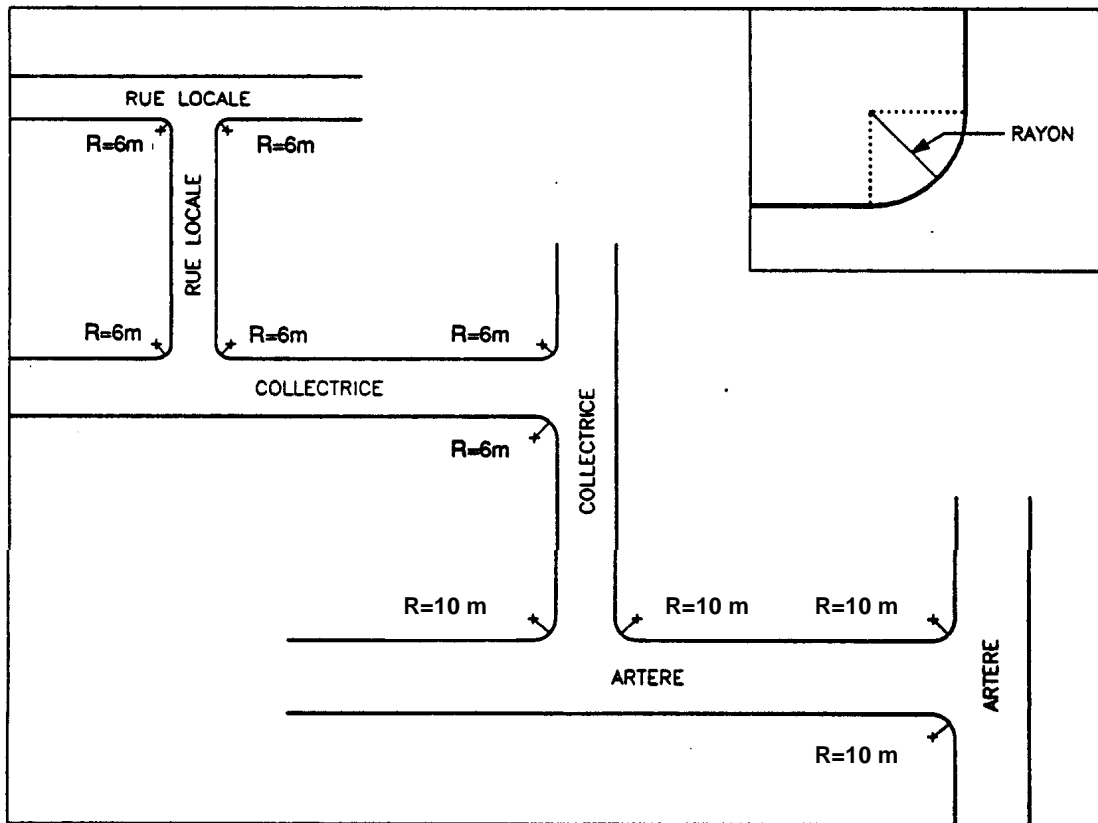 RUE LOCALE
R=6m
R=6m
RAYON
RUE LOCALE
R=6m
R=6m
R=6m
COLLECTRICE
R=6m
COLLECTRICE
R=10 m
R=10 m
R=10 m
ARTERE
ARTERE
R=10 m